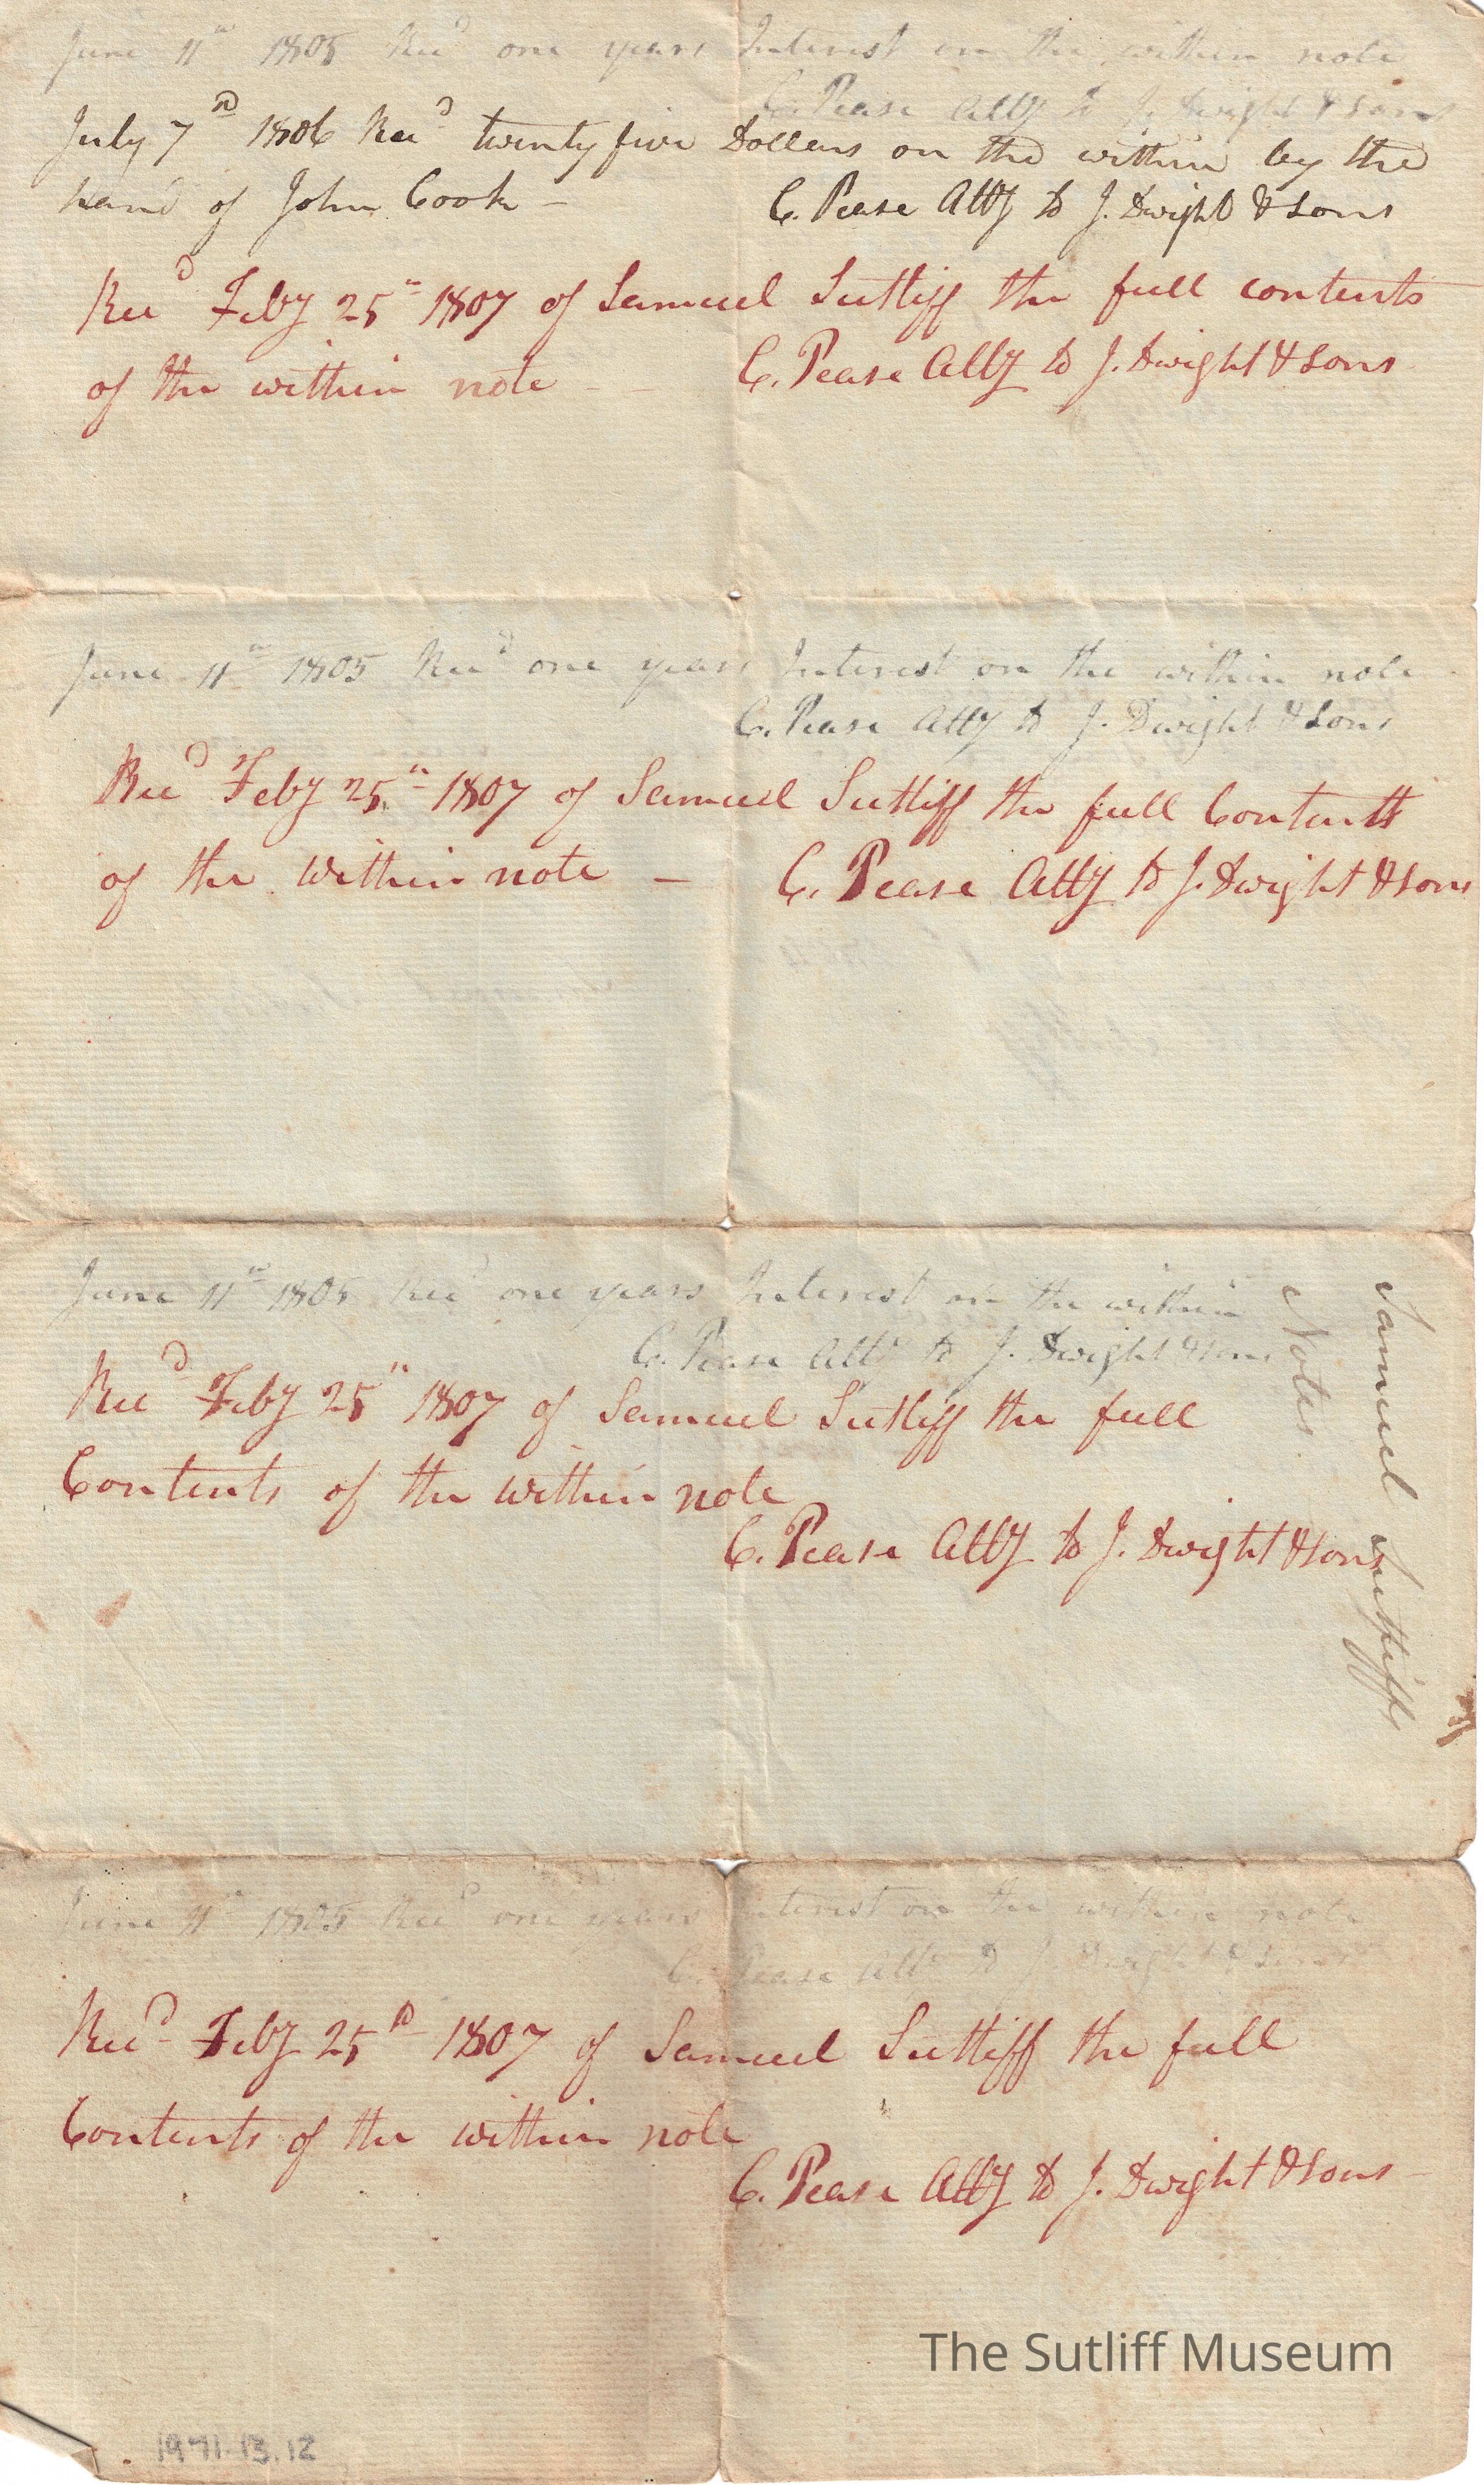 June 11th 1805 Recd one years Interest on the within note
C. Pease Atty to J. Dwight & Sons
July 7th 1806 Recd twenty five Dollars on the within by the
hand of John Cook –
C. Pease Atty to J. Dwight & Sons
Recd Feby 25th 1807 of Samuel Sutliff the full contents
of the within note – C. Pease Atty to J. Dwight & Sons
June 11th 1805 Recd one years Interest on the within note
C. Pease Atty to J. Dwight & Sons
Recd Feby 25th 1807 of Samuel Sutliff the full Contents
of the within note – C. Pease Atty to J. Dwight & Sons
June 11th 1805 Recd one years Interest on the within
C. Pease Atty to J. Dwight & Sons
Recd Feby 25th 1807 of Samuel Sutliff the full
Contents of the within note
C. Pease Atty to J. Dwight & Sons
Samuel Sutliffs
Notes
June 11th 1805 Recd one years Interest on the within note
C. Pease Atty to J. Dwight & Sons
Recd Feby 25th 1807 of Samuel Sutliff the full
Contents of the within note
C. Pease Atty to J. Dwight & Sons
The Sutliff Museum
1971.13.12